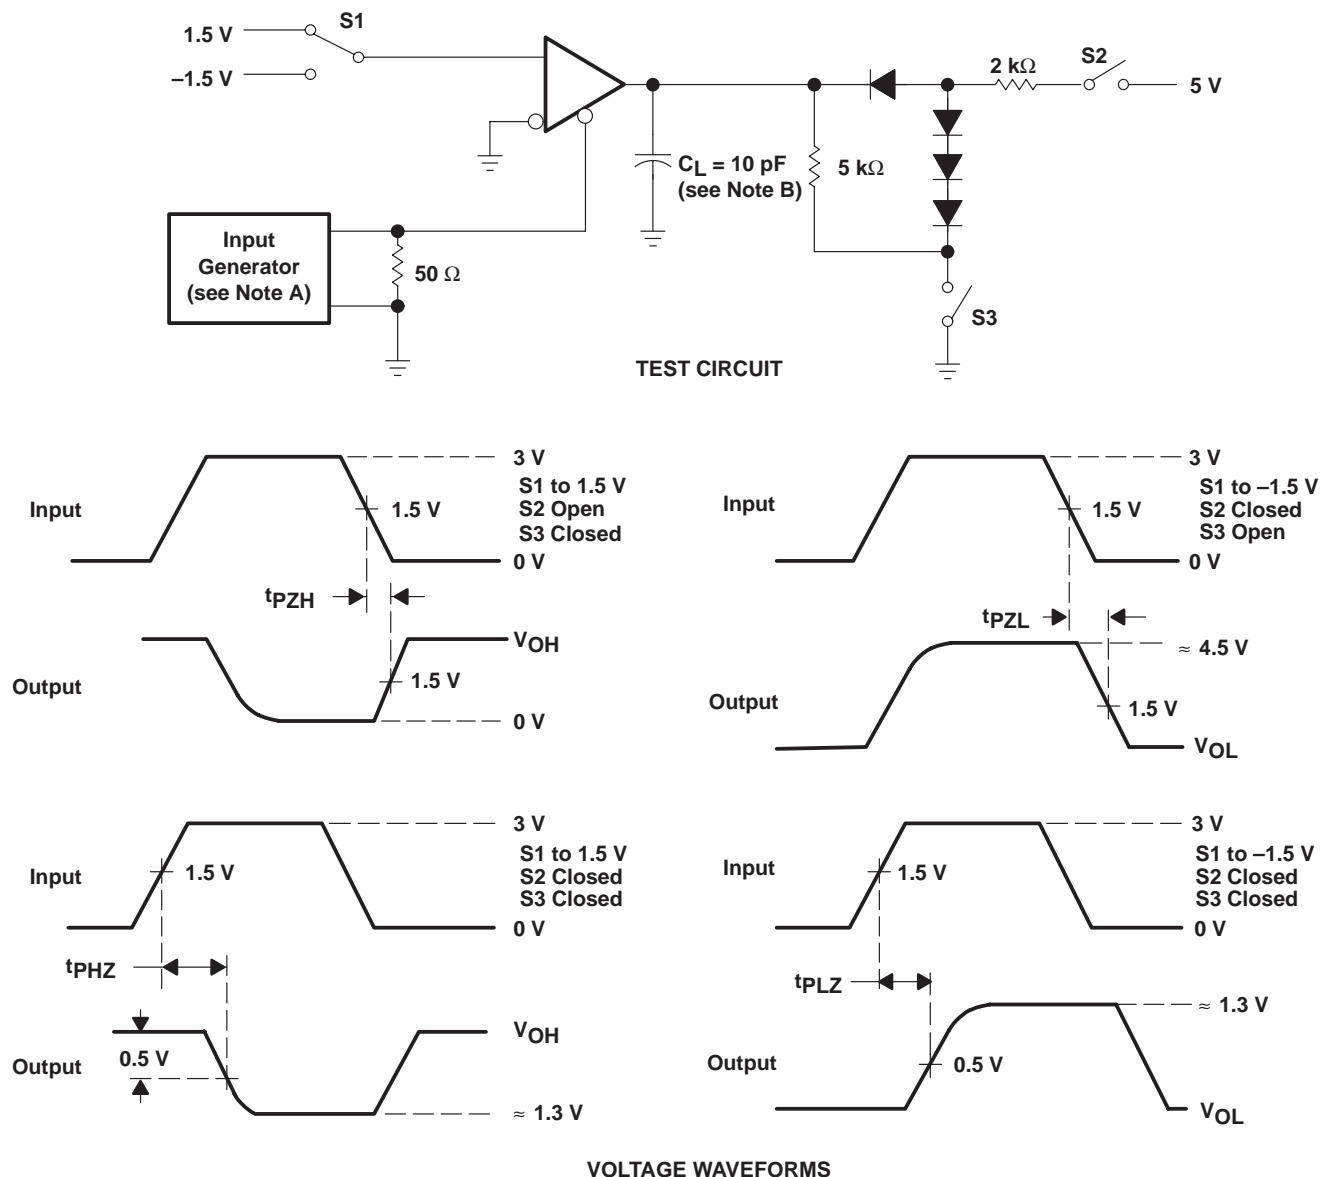 1.5 V
S1
–1.5 V
2 kΩ
S2
5 V
CL = 10 pF
(see Note B)
5 kΩ
Input
Generator
(see Note A)
50 Ω
S3
TEST CIRCUIT
Input
3 V
S1 to 1.5 V
S2 Open
S3 Closed
1.5 V
0 V
tPZH
Output
VOH
1.5 V
0 V
Input
3 V
S1 to –1.5 V
S2 Closed
S3 Open
1.5 V
0 V
tPZL
Output
≈ 4.5 V
1.5 V
VOL
Input
3 V
S1 to 1.5 V
S2 Closed
S3 Closed
1.5 V
0 V
tPHZ
Output
0.5 V
VOH
≈ 1.3 V
Input
3 V
S1 to –1.5 V
S2 Closed
S3 Closed
1.5 V
0 V
tPLZ
Output
≈ 1.3 V
0.5 V
VOL
VOLTAGE WAVEFORMS